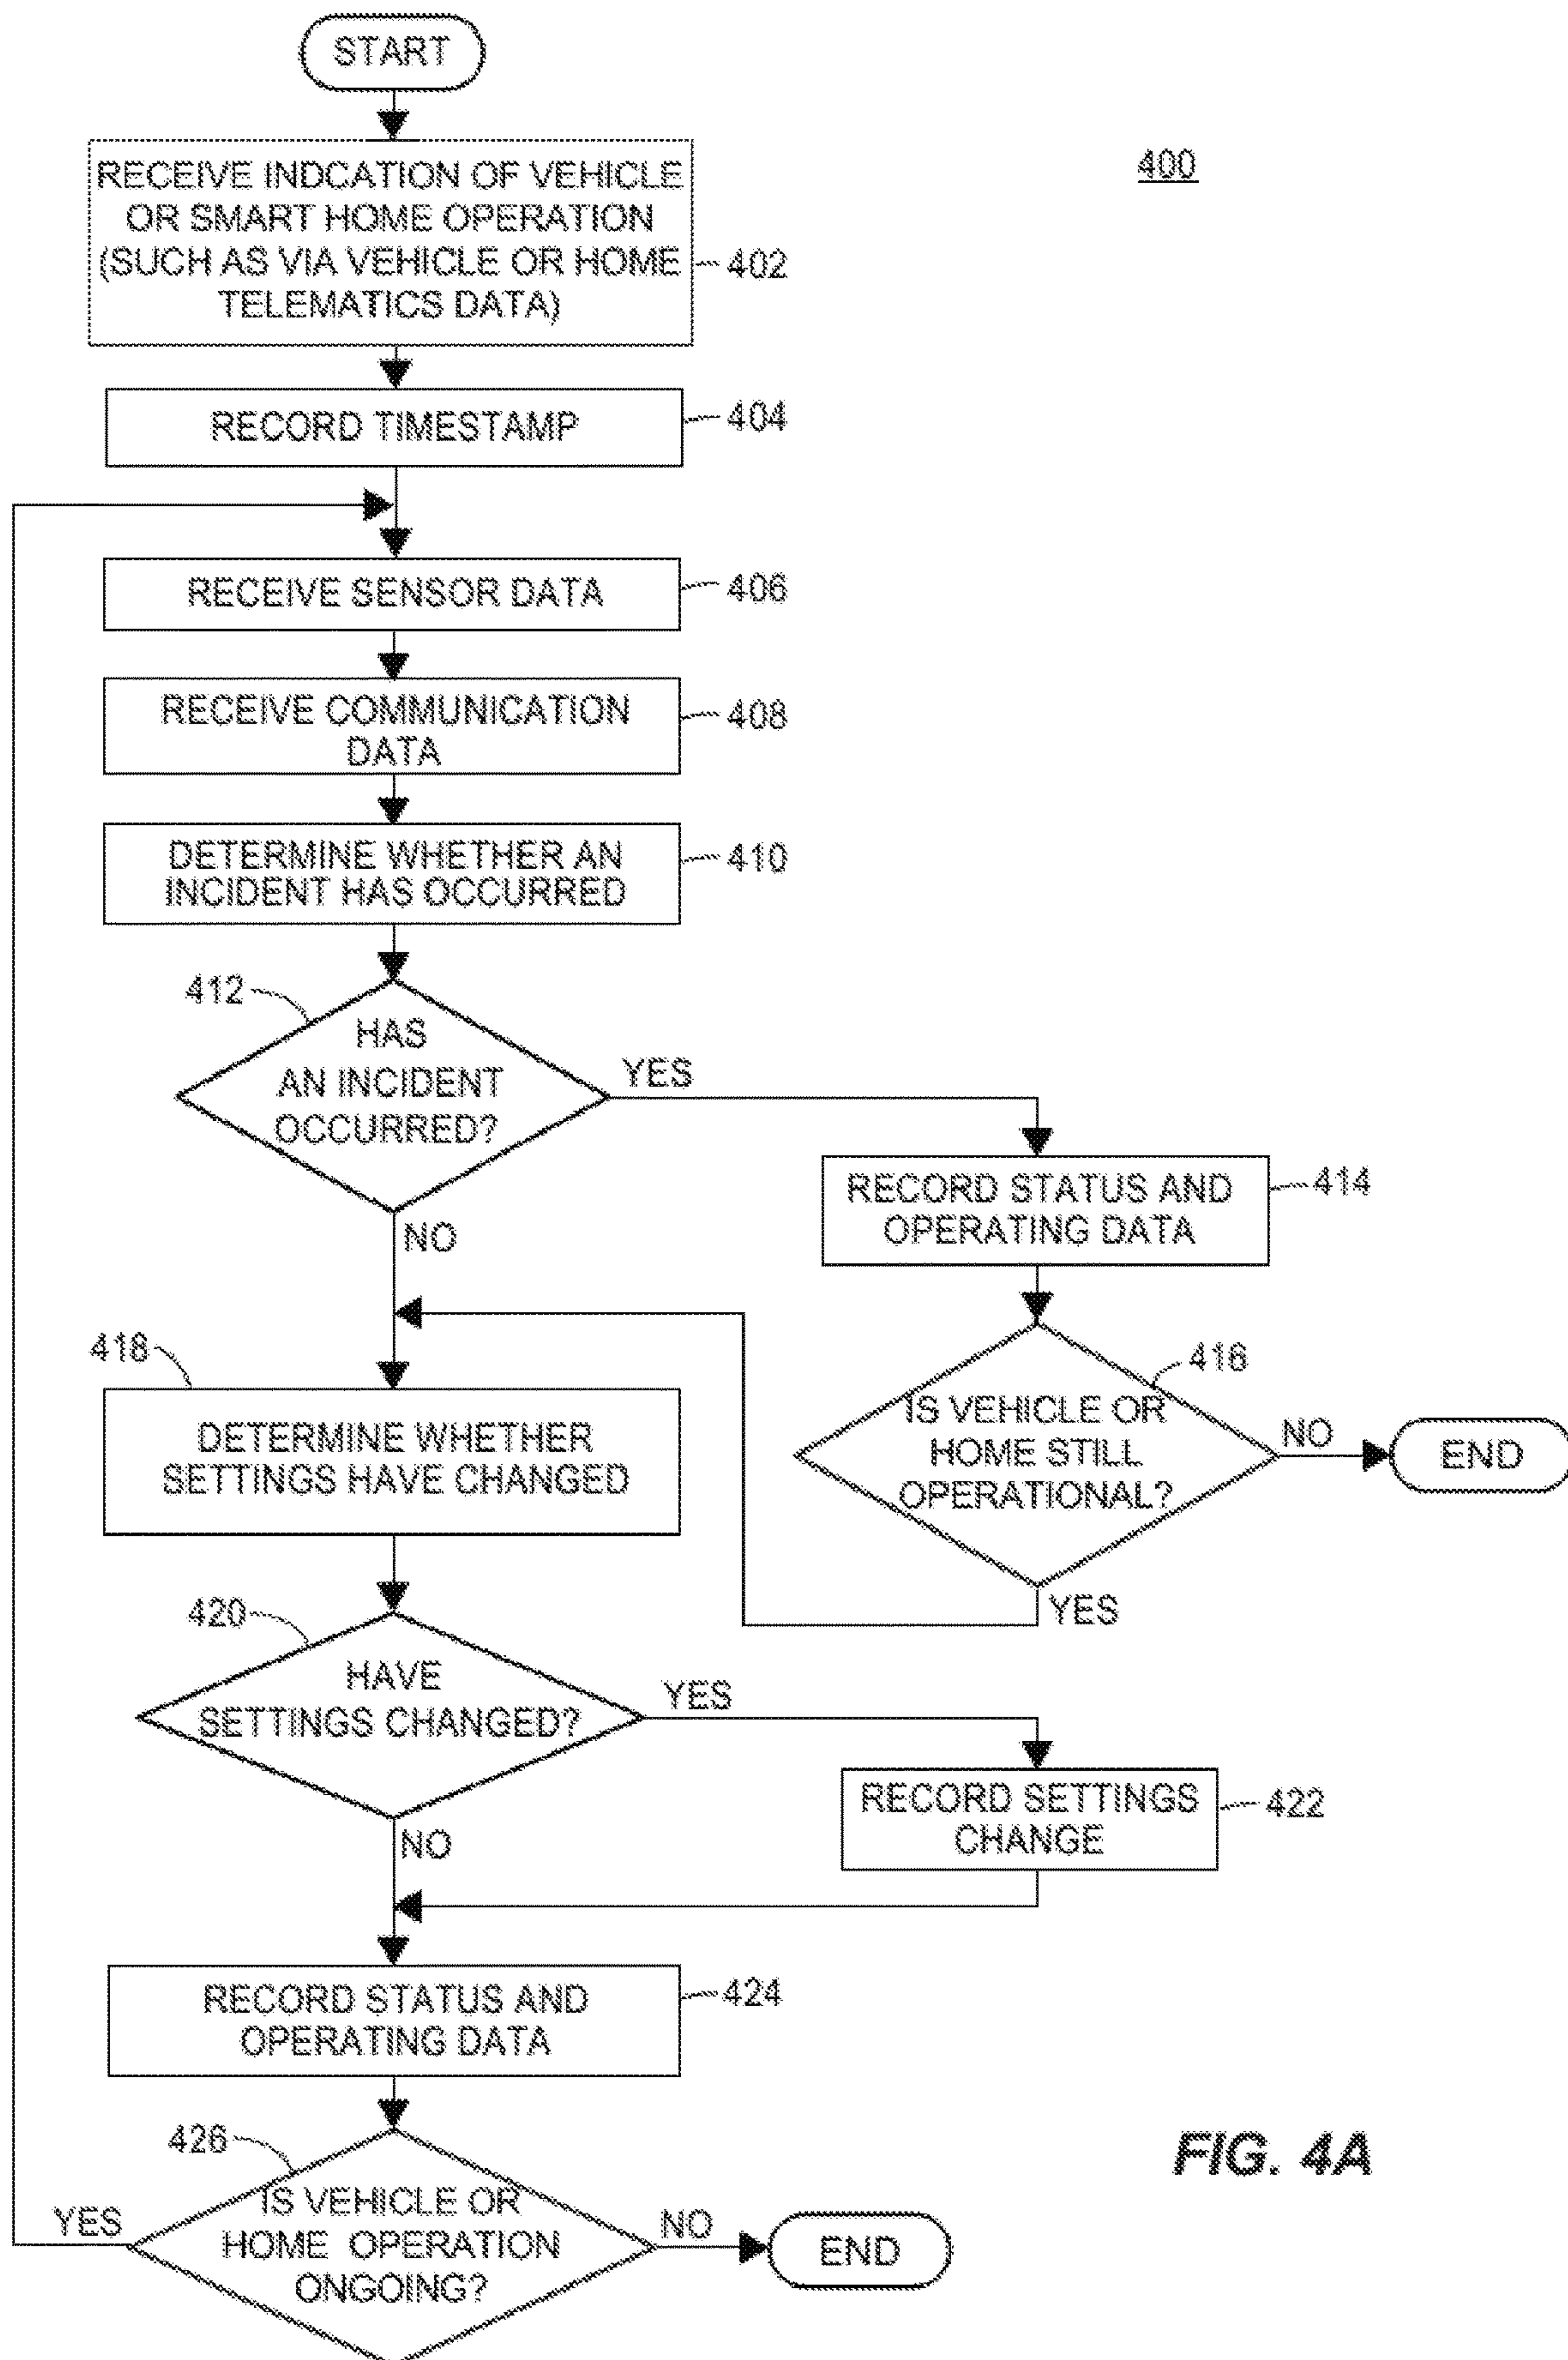 START
400
RECEIVE INDCATION OF VEHICLE
OR SMART HOME OPERATION
(SUCH AS VIA VEHICLE OR HOME
TELEMATICS DATA)
402
RECORD TIMESTAMP
404
RECEIVE SENSOR DATA
406
RECEIVE COMMUNICATION
DATA
408
DETERMINE WHETHER AN
INCIDENT HAS OCCURRED
410
412
HAS
AN INCIDENT
OCCURRED?
YES
NO
RECORD STATUS AND
OPERATING DATA
414
416
IS VEHICLE OR
HOME STILL
OPERATIONAL?
NO
END
YES
418
DETERMINE WHETHER
SETTINGS HAVE CHANGED
420
HAVE
SETTINGS CHANGED?
YES
NO
RECORD SETTINGS
CHANGE
422
RECORD STATUS AND
OPERATING DATA
424
426
IS VEHICLE OR
HOME OPERATION
ONGOING?
YES
NO
END
FIG. 4A